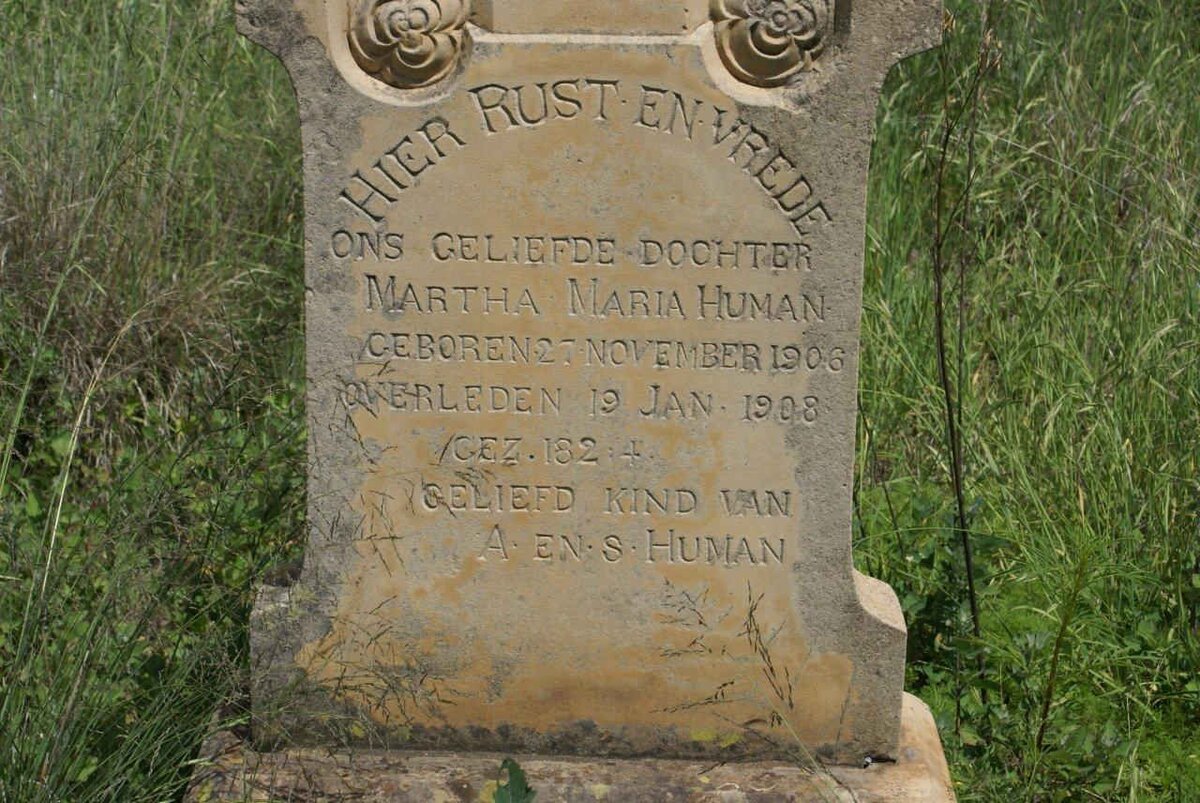 HIER RUST · EN · VREDE
ONS GELIEFDE · DOCHTER
MARTHA · MARIA HUMAN ·
GEBOREN · 27 · NOVEMBER 1906
OVERLEDEN 19 JAN · 1908 ·
GEZ · 182 : 4 ·
GELIEFD KIND VAN
A · EN · S · HUMAN